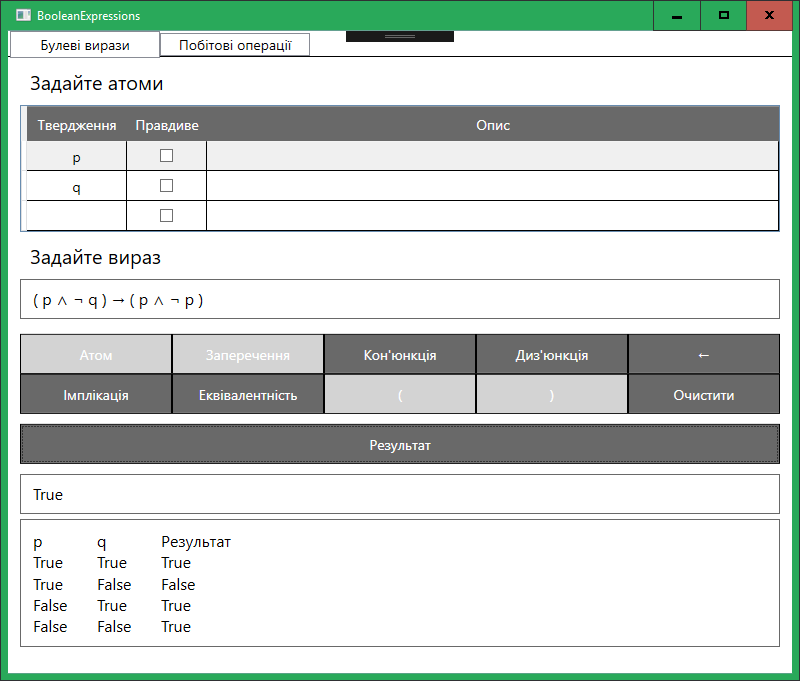 BooleanExpressions
Булеві вирази Побітові операції
Задайте атоми
Твердження Правдиве Опис
p
q
Задайте вираз
( p ∧ ¬ q ) → ( p ∧ ¬ p )
Атом Заперечення Кон'юнкція Диз'юнкція ←
Імплікація Еквівалентність ( ) Очистити
Результат
True
p q Результат
True True True
True False False
False True True
False False True